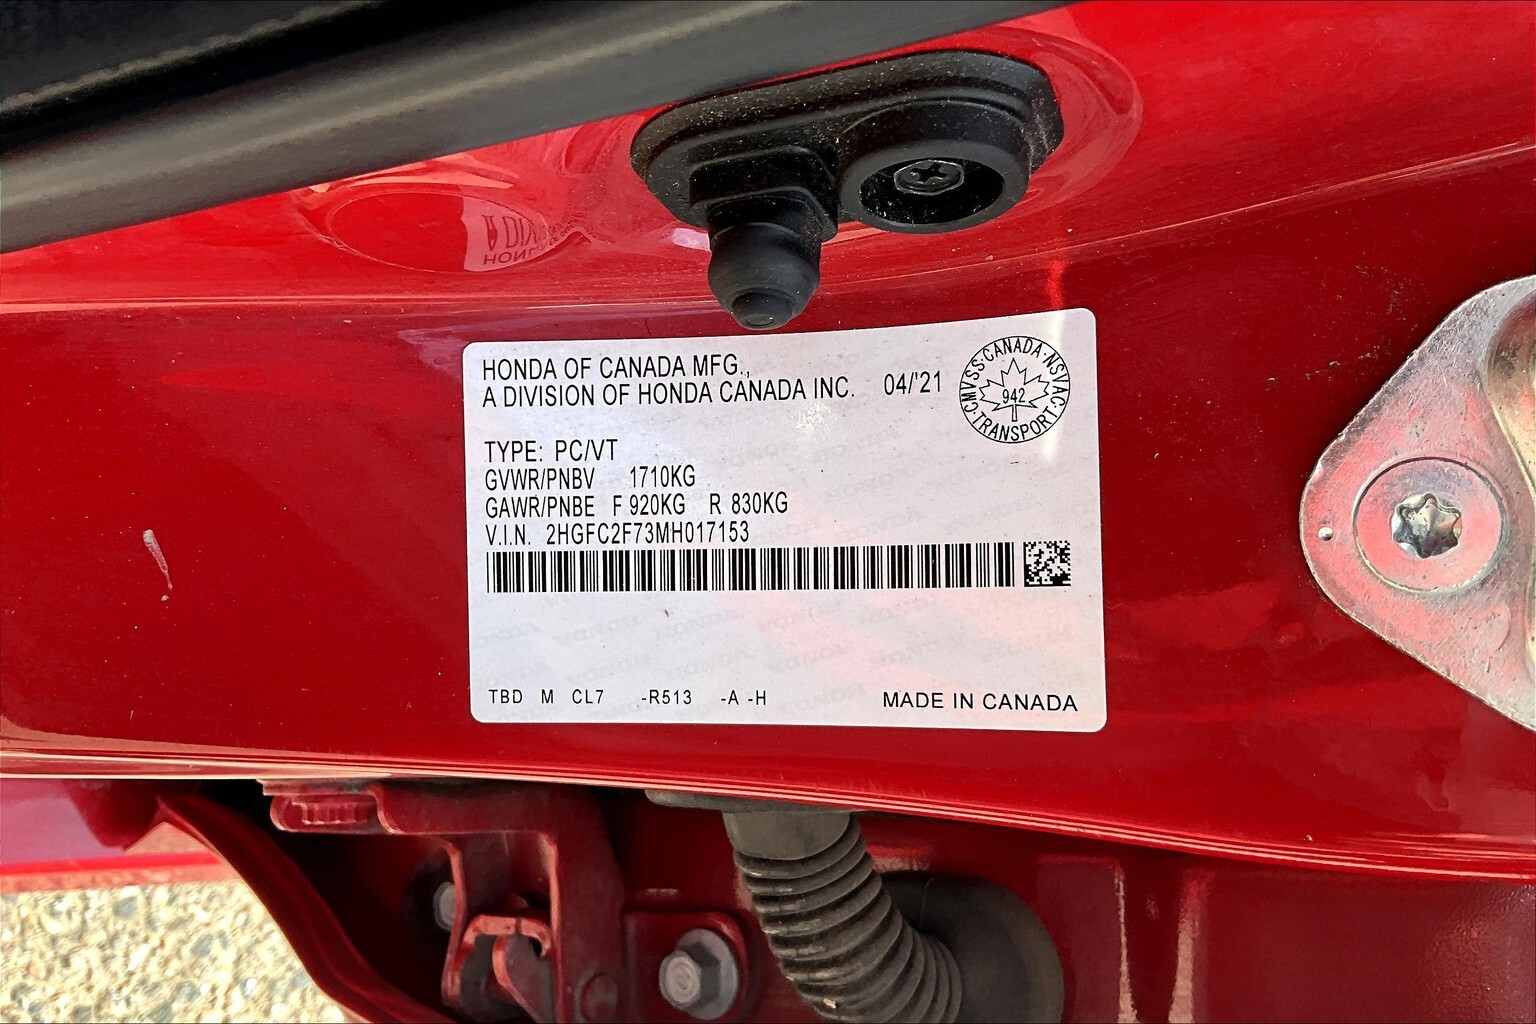 HONDA OF CANADA MFG.,
A DIVISION OF HONDA CANADA INC. 04/'21
CMVSS·CANADA·NSVAC·TRANSPORT
942
TYPE: PC/VT
GVWR/PNBV 1710KG
GAWR/PNBE F 920KG R 830KG
V.I.N. 2HGFC2F73MH017153
TBD M CL7 -R513 -A -H
MADE IN CANADA